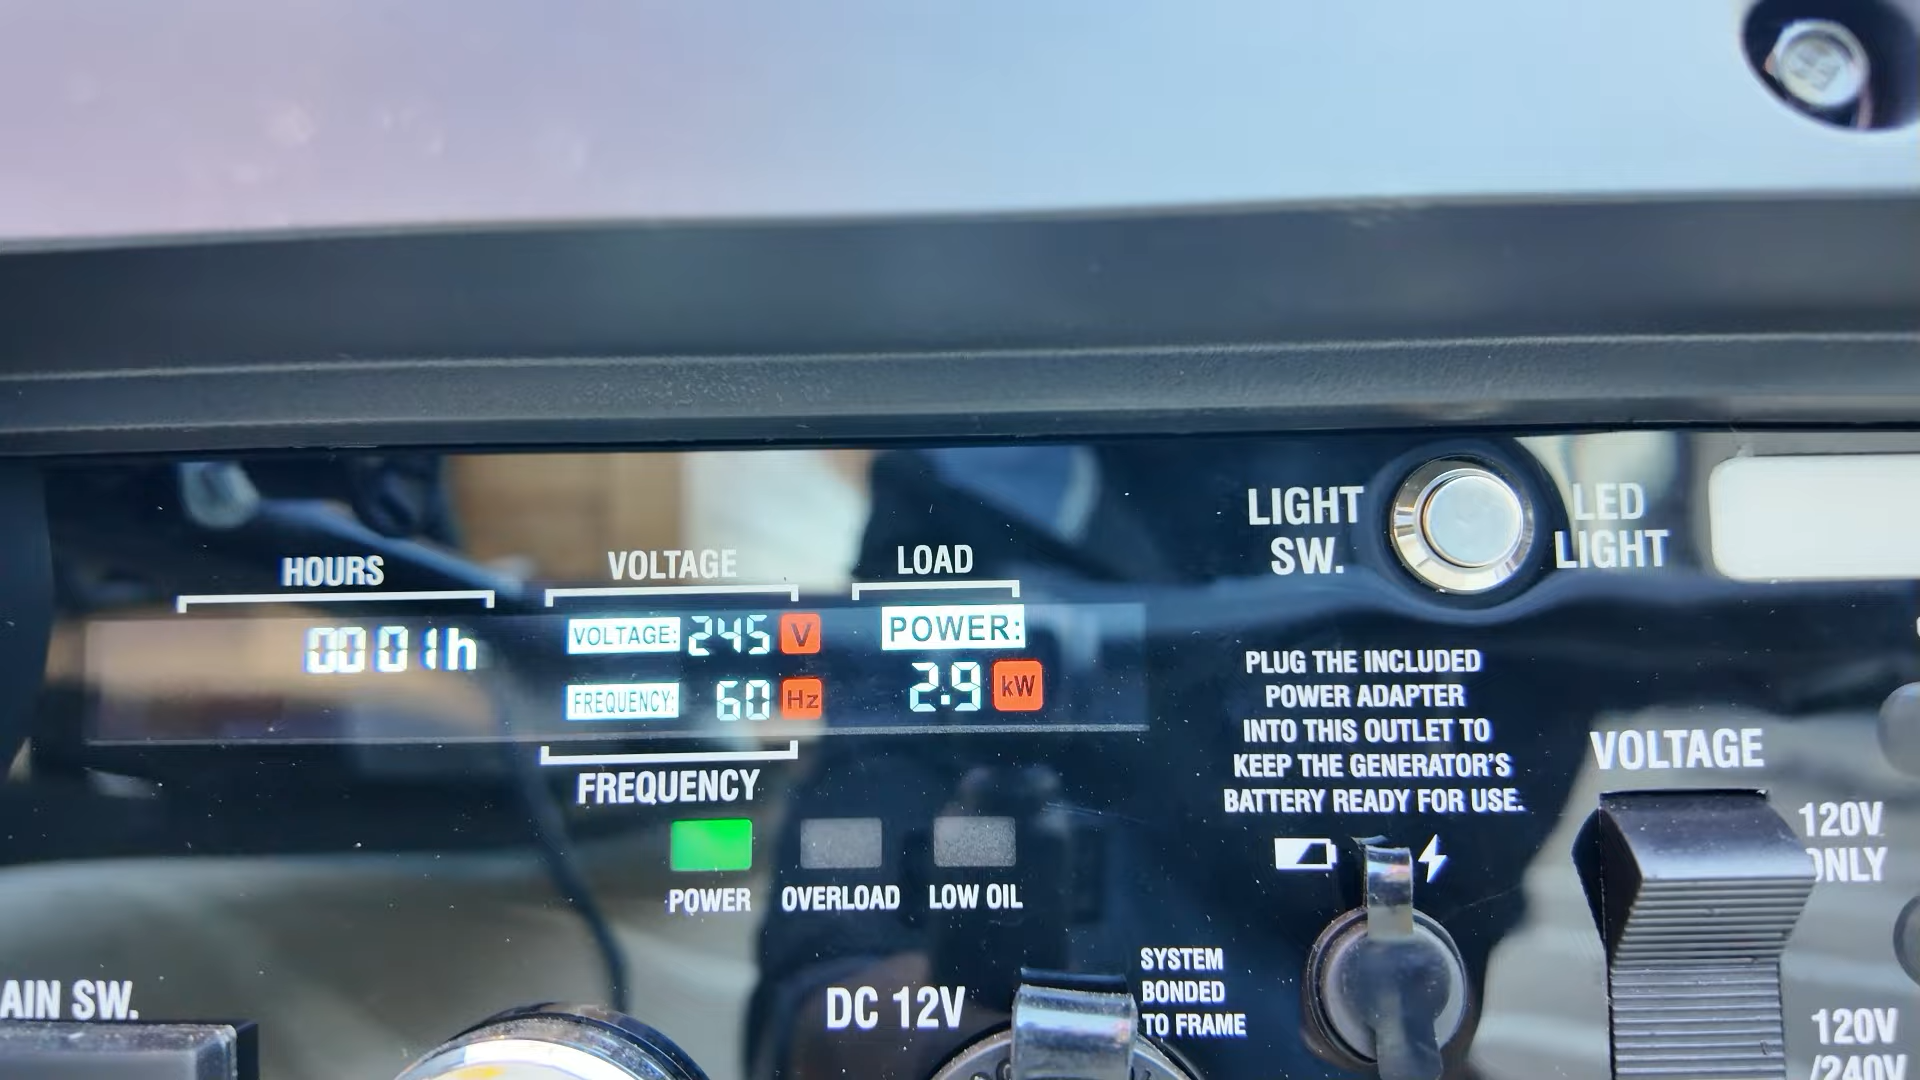 LIGHT
SW.
LED
LIGHT
HOURS
VOLTAGE
LOAD
0001h
VOLTAGE: 245 V
POWER:
FREQUENCY: 60 Hz
2.9 kW
FREQUENCY
POWER
OVERLOAD
LOW OIL
PLUG THE INCLUDED
POWER ADAPTER
INTO THIS OUTLET TO
KEEP THE GENERATOR'S
BATTERY READY FOR USE.
VOLTAGE
120V
ONLY
AIN SW.
DC 12V
SYSTEM
BONDED
TO FRAME
120V
/240V